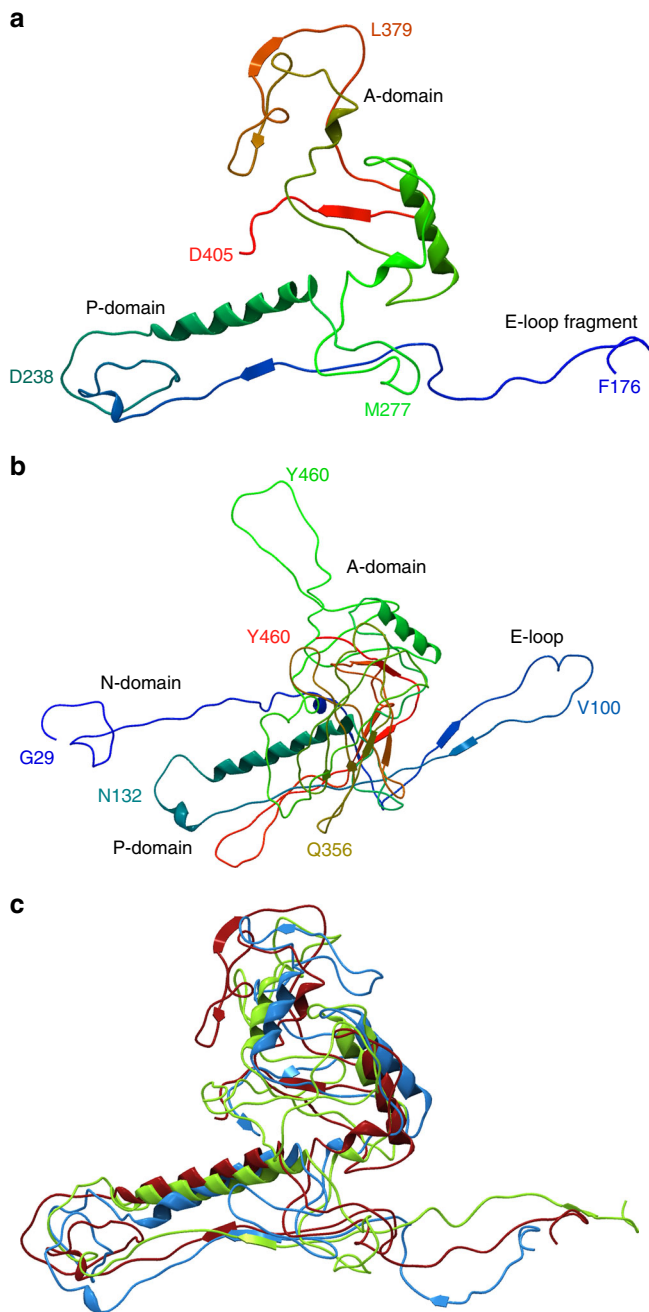 a
L379
A-domain
D405
P-domain
E-loop fragment
D238
F176
M277
b
Y460
A-domain
Y460
E-loop
N-domain
V100
G29
N132
Q356
P-domain
c